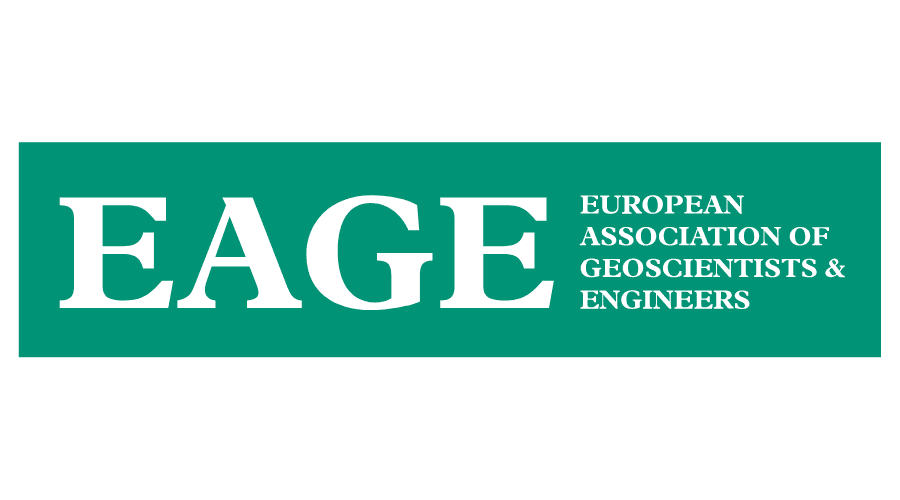 EAGE
EUROPEAN
ASSOCIATION OF
GEOSCIENTISTS &
ENGINEERS